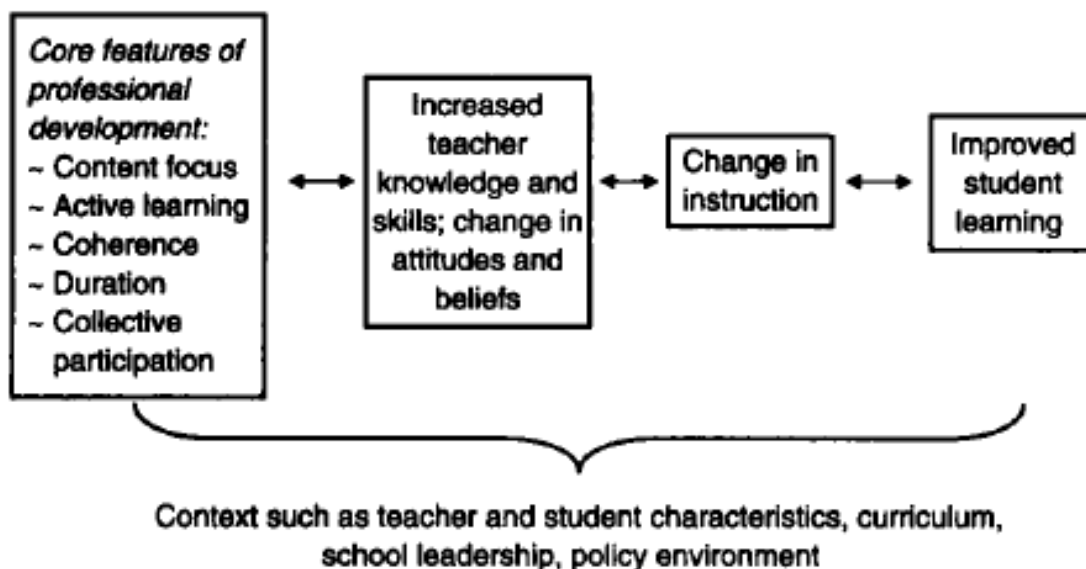 Core features of
professional
development:
~ Content focus
~ Active learning
~ Coherence
~ Duration
~ Collective
participation
Increased
teacher
knowledge and
skills; change in
attitudes and
beliefs
Change in
instruction
Improved
student
learning
Context such as teacher and student characteristics, curriculum,
school leadership, policy environment